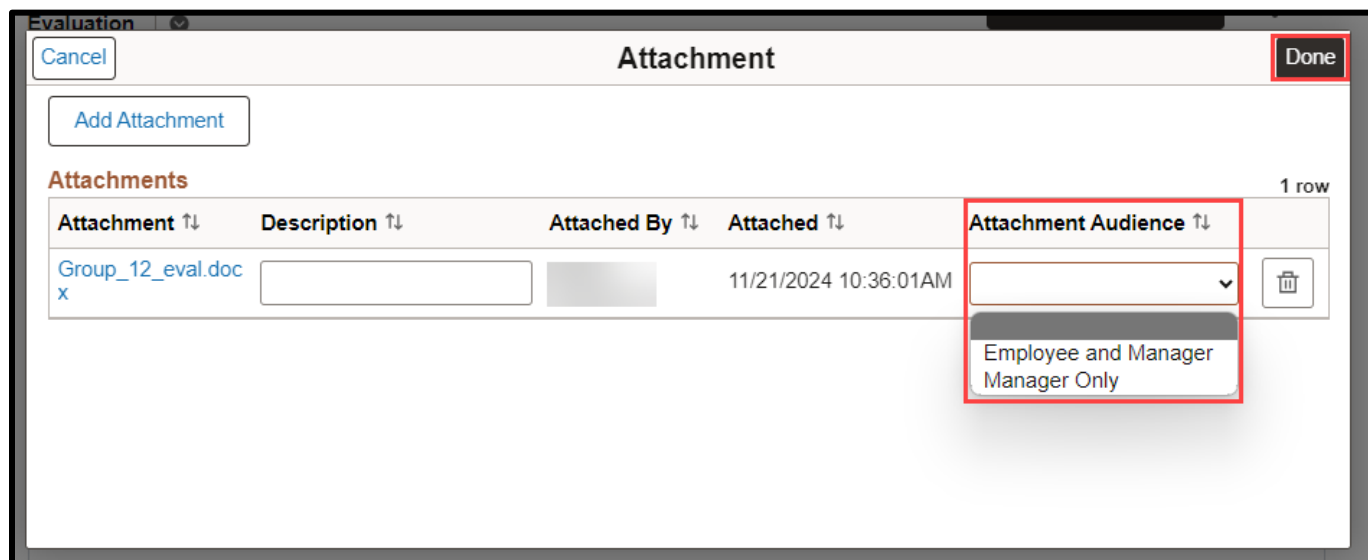 Evaluation
Cancel
Attachment
Done
Add Attachment
Attachments
1 row
Attachment Description Attached By Attached Attachment Audience
Group_12_eval.doc
x
11/21/2024 10:36:01AM
Employee and Manager
Manager Only